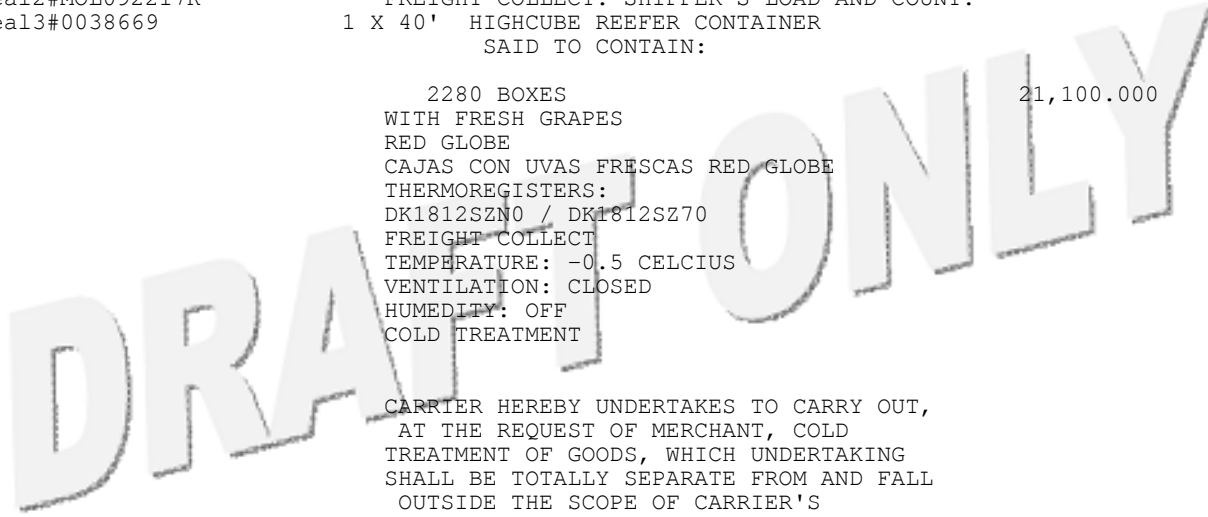 FREIGHT COLLECT. SHIPPER'S LOAD AND COUNT.
al3#0038669 1 X 40' HIGHCUBE REEFER CONTAINER
SAID TO CONTAIN:
2280 BOXES 21,100.000
WITH FRESH GRAPES
RED GLOBE
CAJAS CON UVAS FRESCAS RED GLOBE
THERMOREGISTERS:
DK1812SZN0 / DK1812SZ70
FREIGHT COLLECT
TEMPERATURE: -0.5 CELCIUS
VENTILATION: CLOSED
HUMEDITY: OFF
COLD TREATMENT
CARRIER HEREBY UNDERTAKES TO CARRY OUT,
AT THE REQUEST OF MERCHANT, COLD
TREATMENT OF GOODS, WHICH UNDERTAKING
SHALL BE TOTALLY SEPARATE FROM AND FALL
OUTSIDE THE SCOPE OF CARRIER'S
DRAFT ONLY